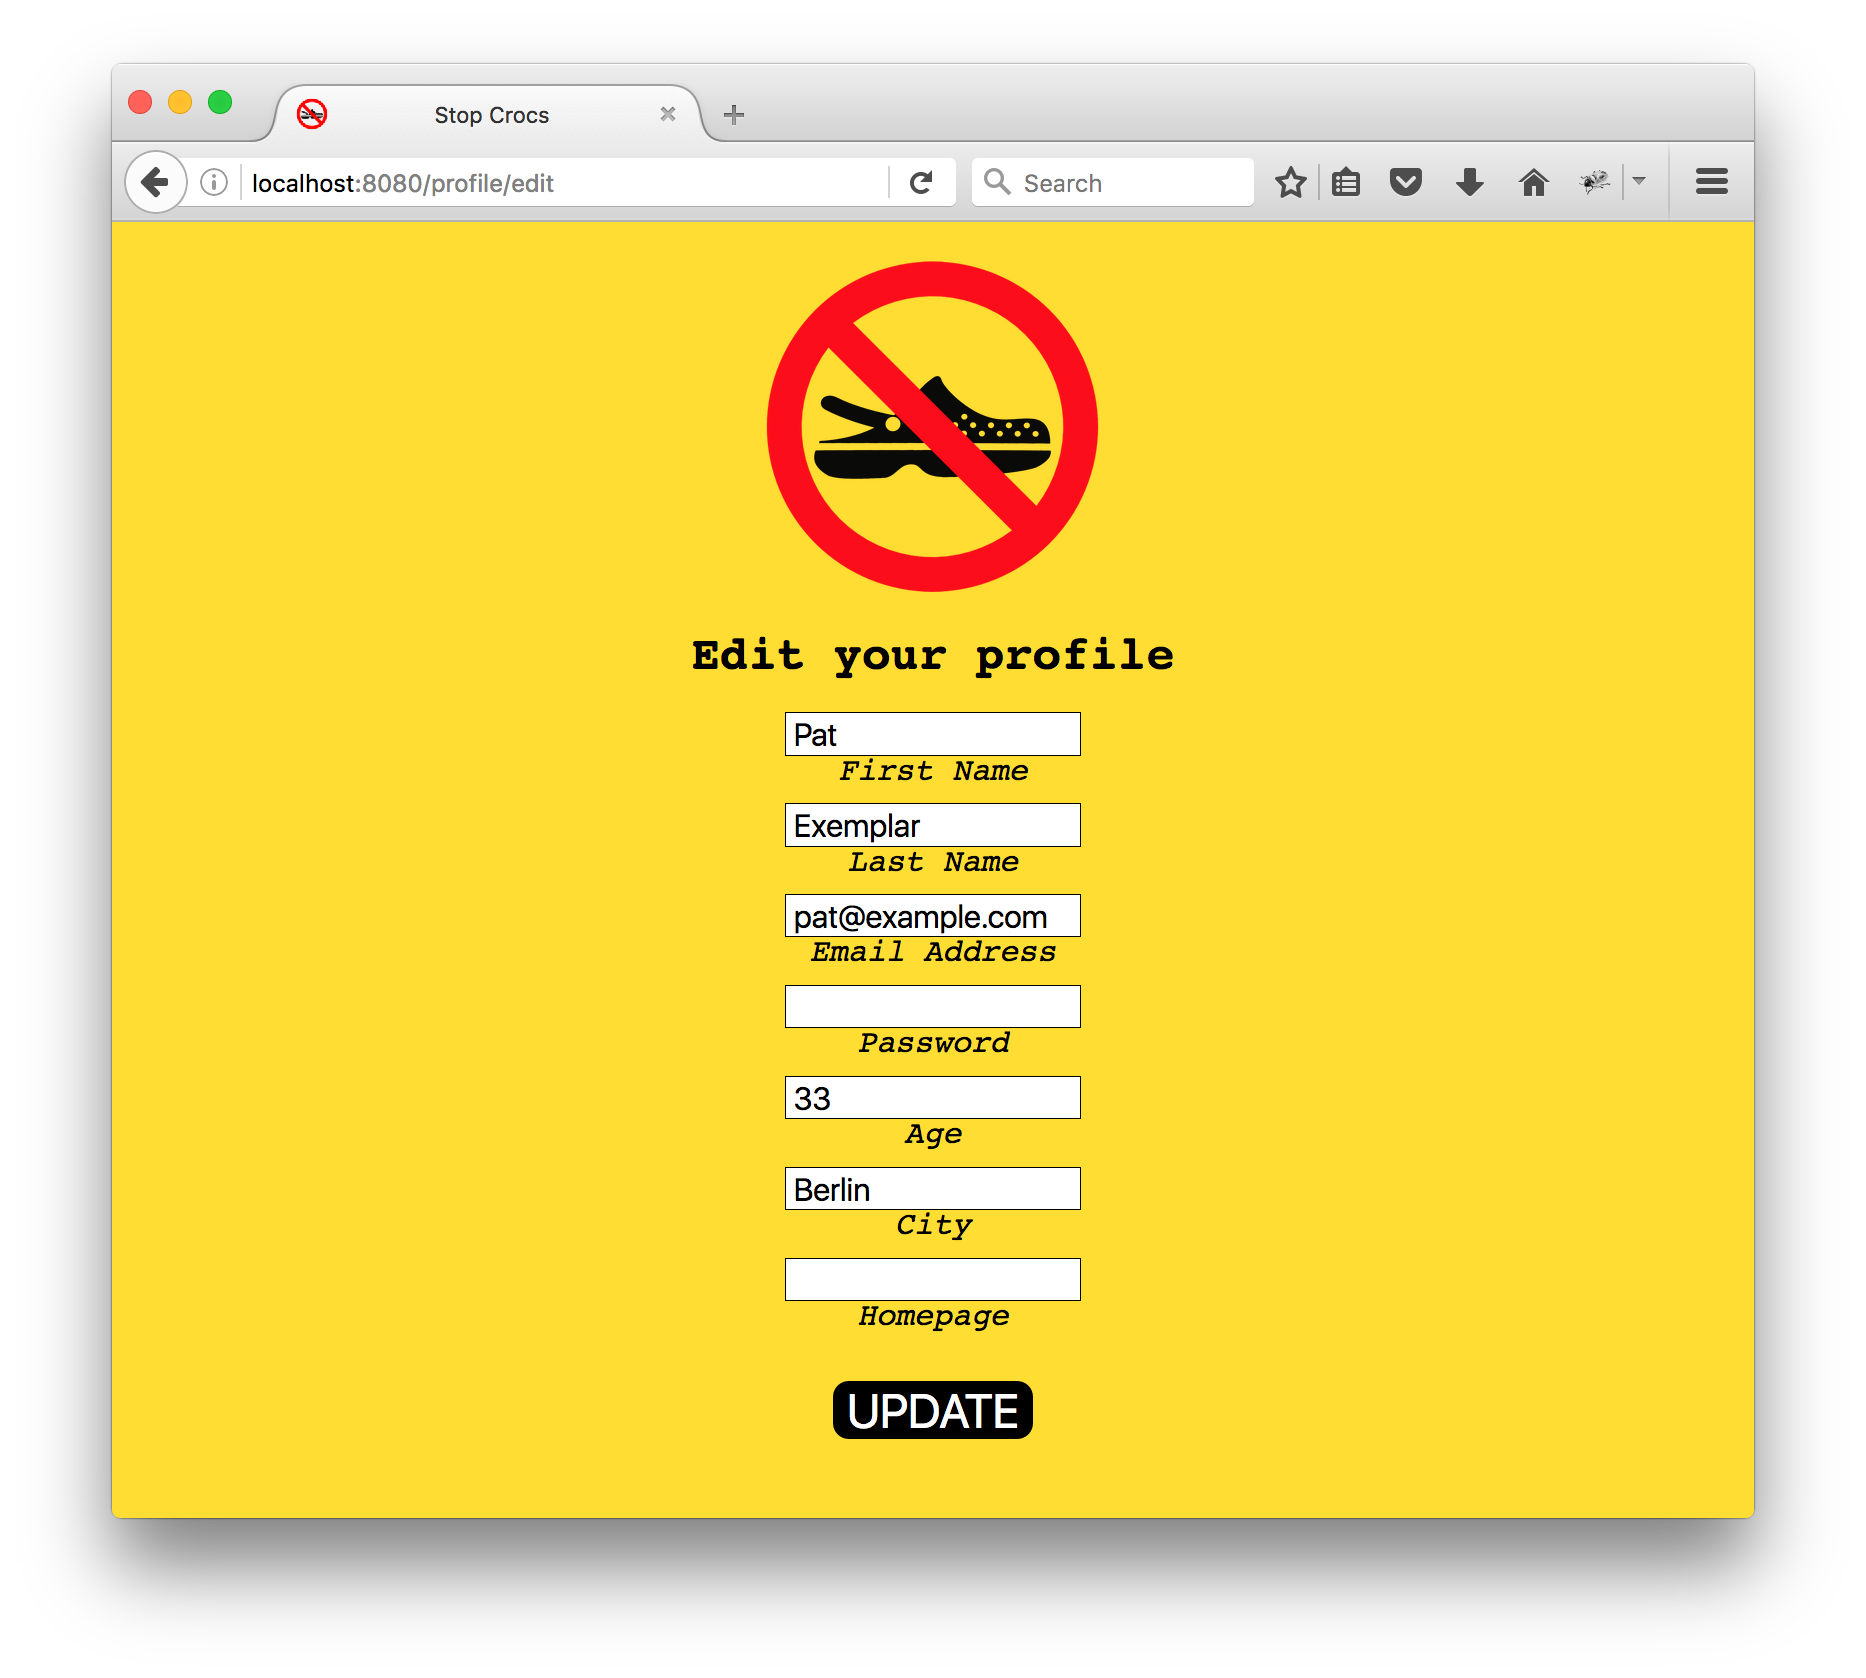 Stop Crocs
localhost:8080/profile/edit
Search
Edit your profile
Pat
First Name
Exemplar
Last Name
pat@example.com
Email Address
Password
33
Age
Berlin
City
Homepage
UPDATE